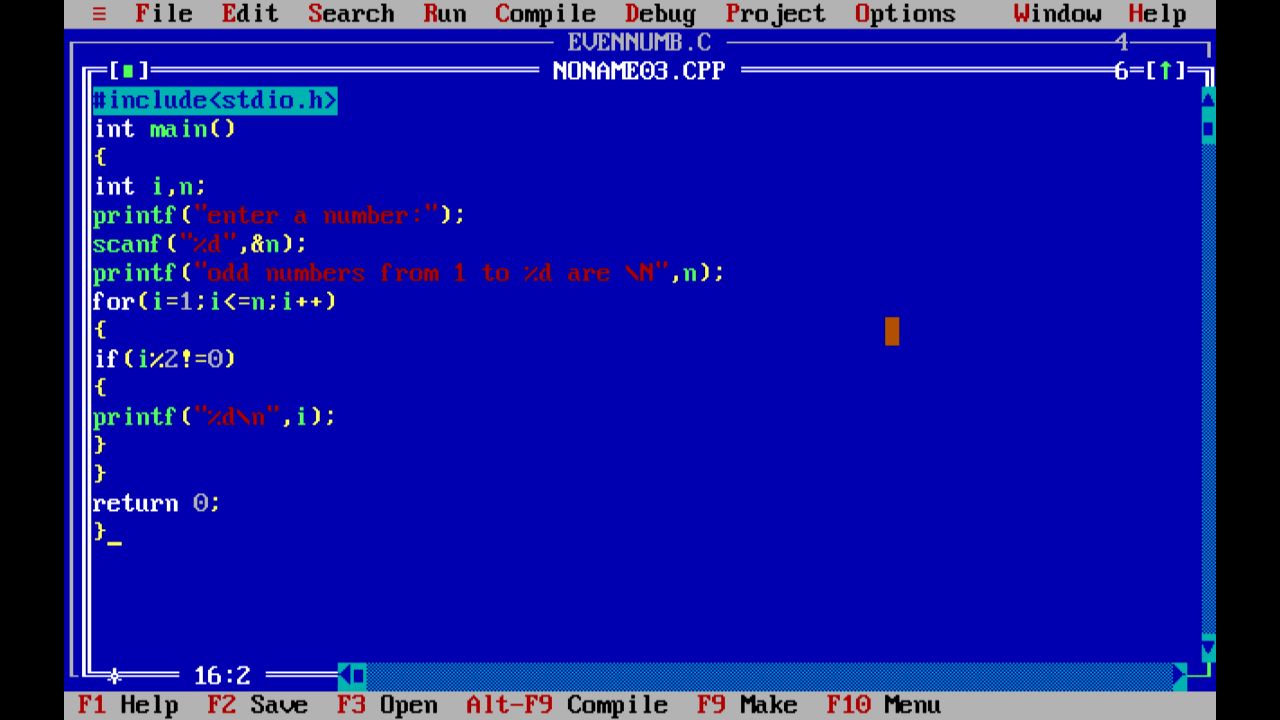 ≡ File Edit Search Run Compile Debug Project Options Window Help
EVENNUMB.C 4
[■] NONAME03.CPP 6=[↑]
#include<stdio.h>
int main()
{
int i,n;
printf("enter a number:");
scanf("%d",&n);
printf("odd numbers from 1 to %d are \N",n);
for(i=1;i<=n;i++)
{
if(i%2!=0)
{
printf("%d\n",i);
}
}
return 0;
}_
16:2
F1 Help F2 Save F3 Open Alt-F9 Compile F9 Make F10 Menu